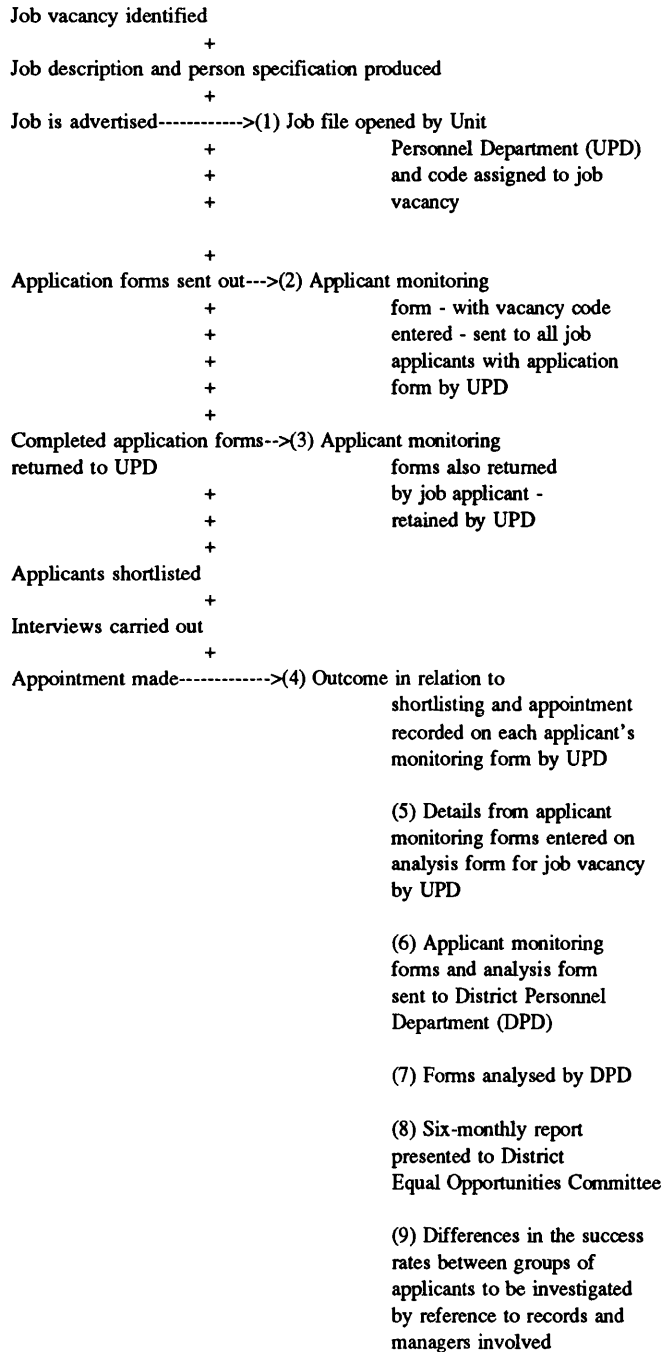 Job vacancy identified
+
Job description and person specification produced
+
Job is advertised------------>(1) Job file opened by Unit
+ Personnel Department (UPD)
+ and code assigned to job
+ vacancy
+
Application forms sent out--->(2) Applicant monitoring
+ form - with vacancy code
+ entered - sent to all job
+ applicants with application
+ form by UPD
+
Completed application forms-->(3) Applicant monitoring
returned to UPD forms also returned
+ by job applicant -
+ retained by UPD
+
Applicants shortlisted
+
Interviews carried out
+
Appointment made------------->(4) Outcome in relation to
shortlisting and appointment
recorded on each applicant's
monitoring form by UPD
(5) Details from applicant
monitoring forms entered on
analysis form for job vacancy
by UPD
(6) Applicant monitoring
forms and analysis form
sent to District Personnel
Department (DPD)
(7) Forms analysed by DPD
(8) Six-monthly report
presented to District
Equal Opportunities Committee
(9) Differences in the success
rates between groups of
applicants to be investigated
by reference to records and
managers involved